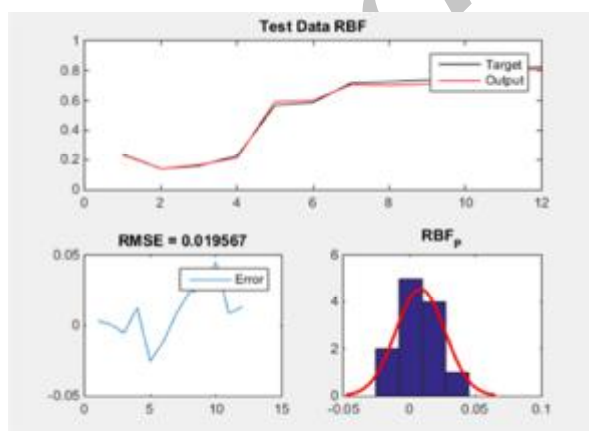 Test Data RBF
1
0.8
0.6
0.4
0.2
0
Target
Output
0 2 4 6 8 10 12
RMSE = 0.019567
0.05
0
-0.05
Error
0 5 10 15
RBF_P
6
4
2
0
-0.05 0 0.05 0.1